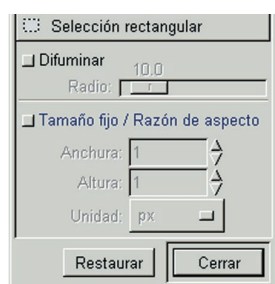 Selección rectangular
Difuminar
10.0
Radio:
Tamaño fijo / Razón de aspecto
Anchura: 1
Altura: 1
Unidad: px
Restaurar Cerrar